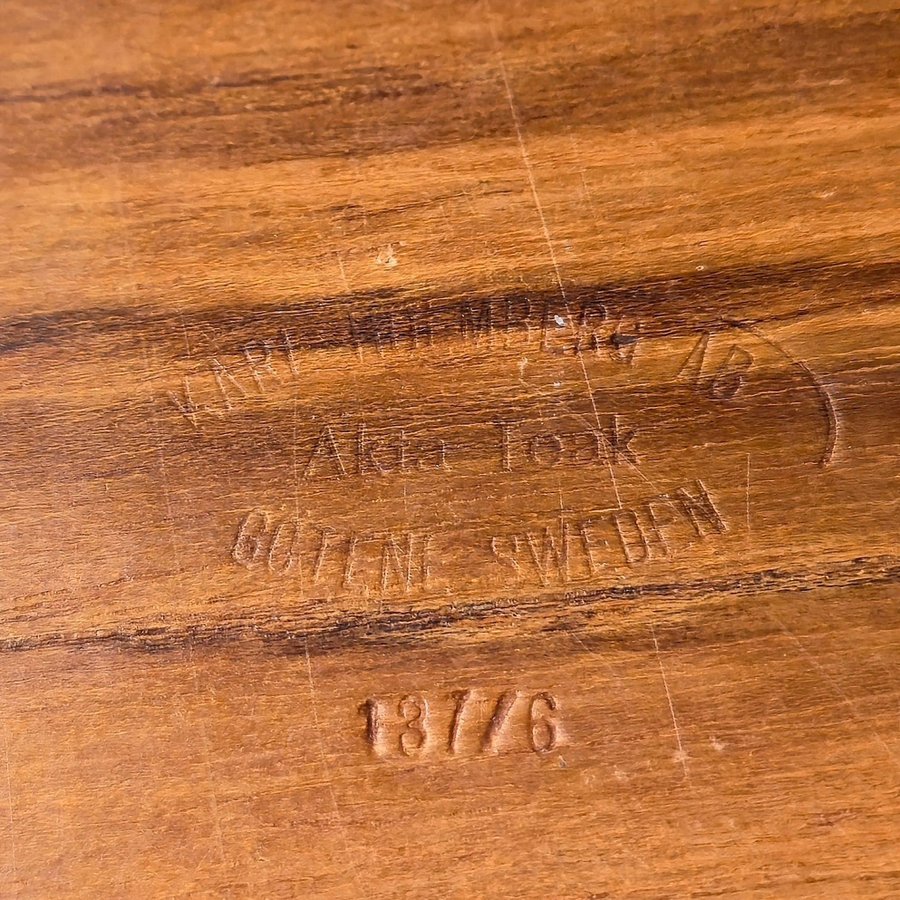 KARL HOLMBERG AB
Äkta Teak
GÖTENE SWEDEN
137/6